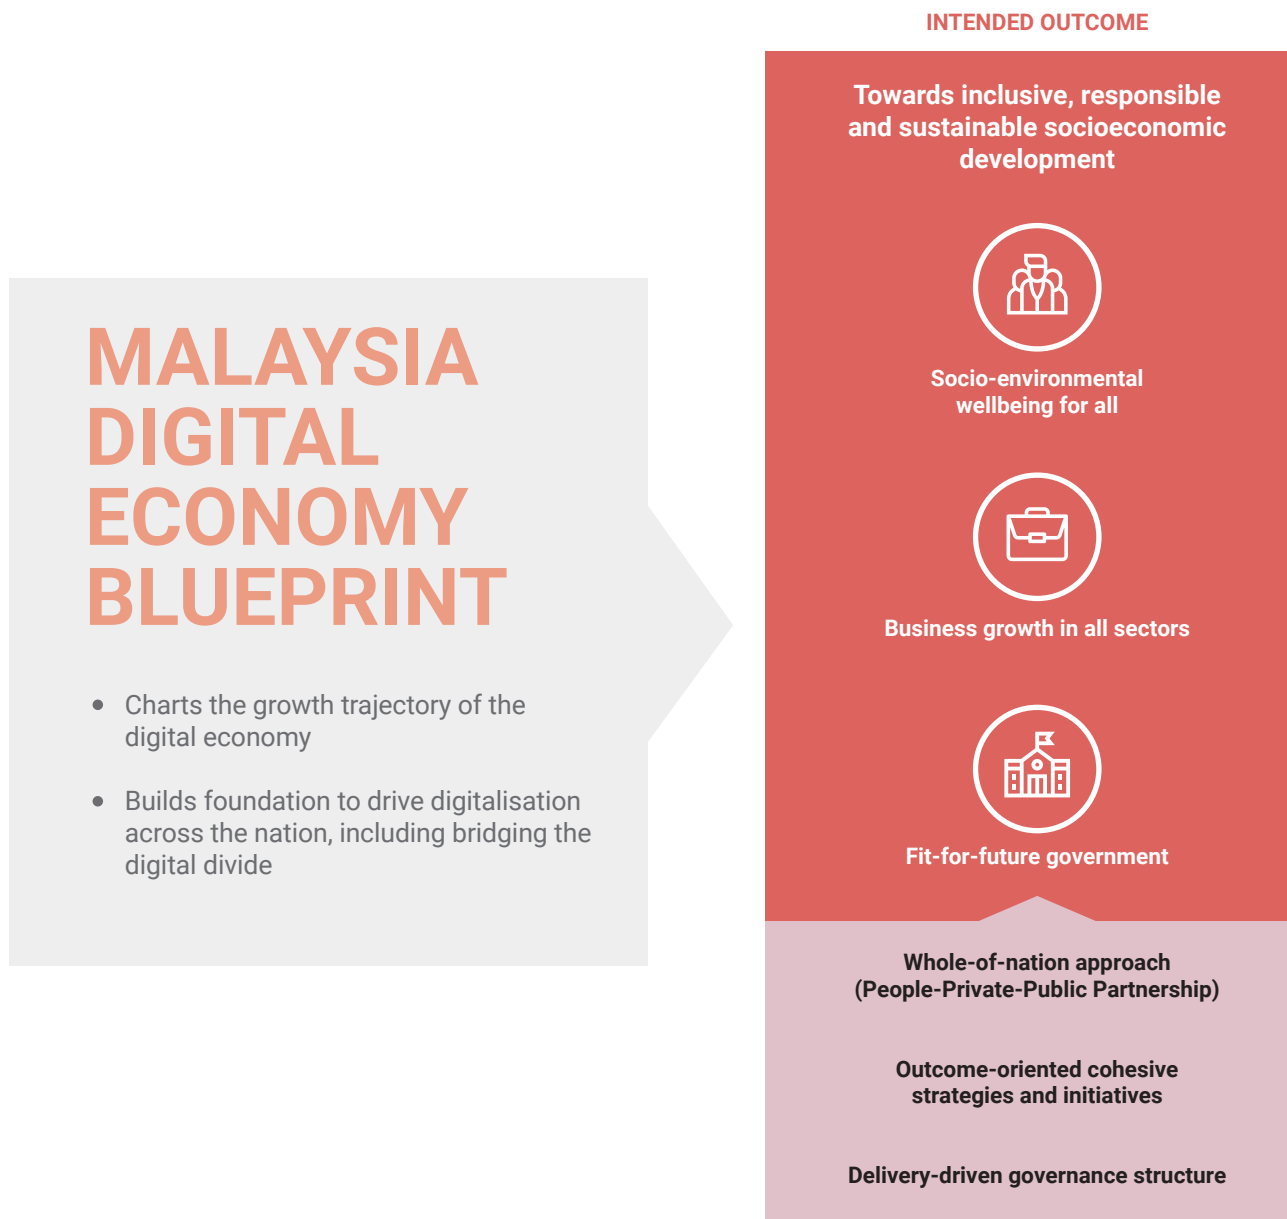 MALAYSIA
DIGITAL
ECONOMY
BLUEPRINT
Charts the growth trajectory of the
digital economy
Builds foundation to drive digitalisation
across the nation, including bridging the
digital divide
INTENDED OUTCOME
Towards inclusive, responsible
and sustainable socioeconomic
development
Socio-environmental
wellbeing for all
Business growth in all sectors
Fit-for-future government
Whole-of-nation approach
(People-Private-Public Partnership)
Outcome-oriented cohesive
strategies and initiatives
Delivery-driven governance structure